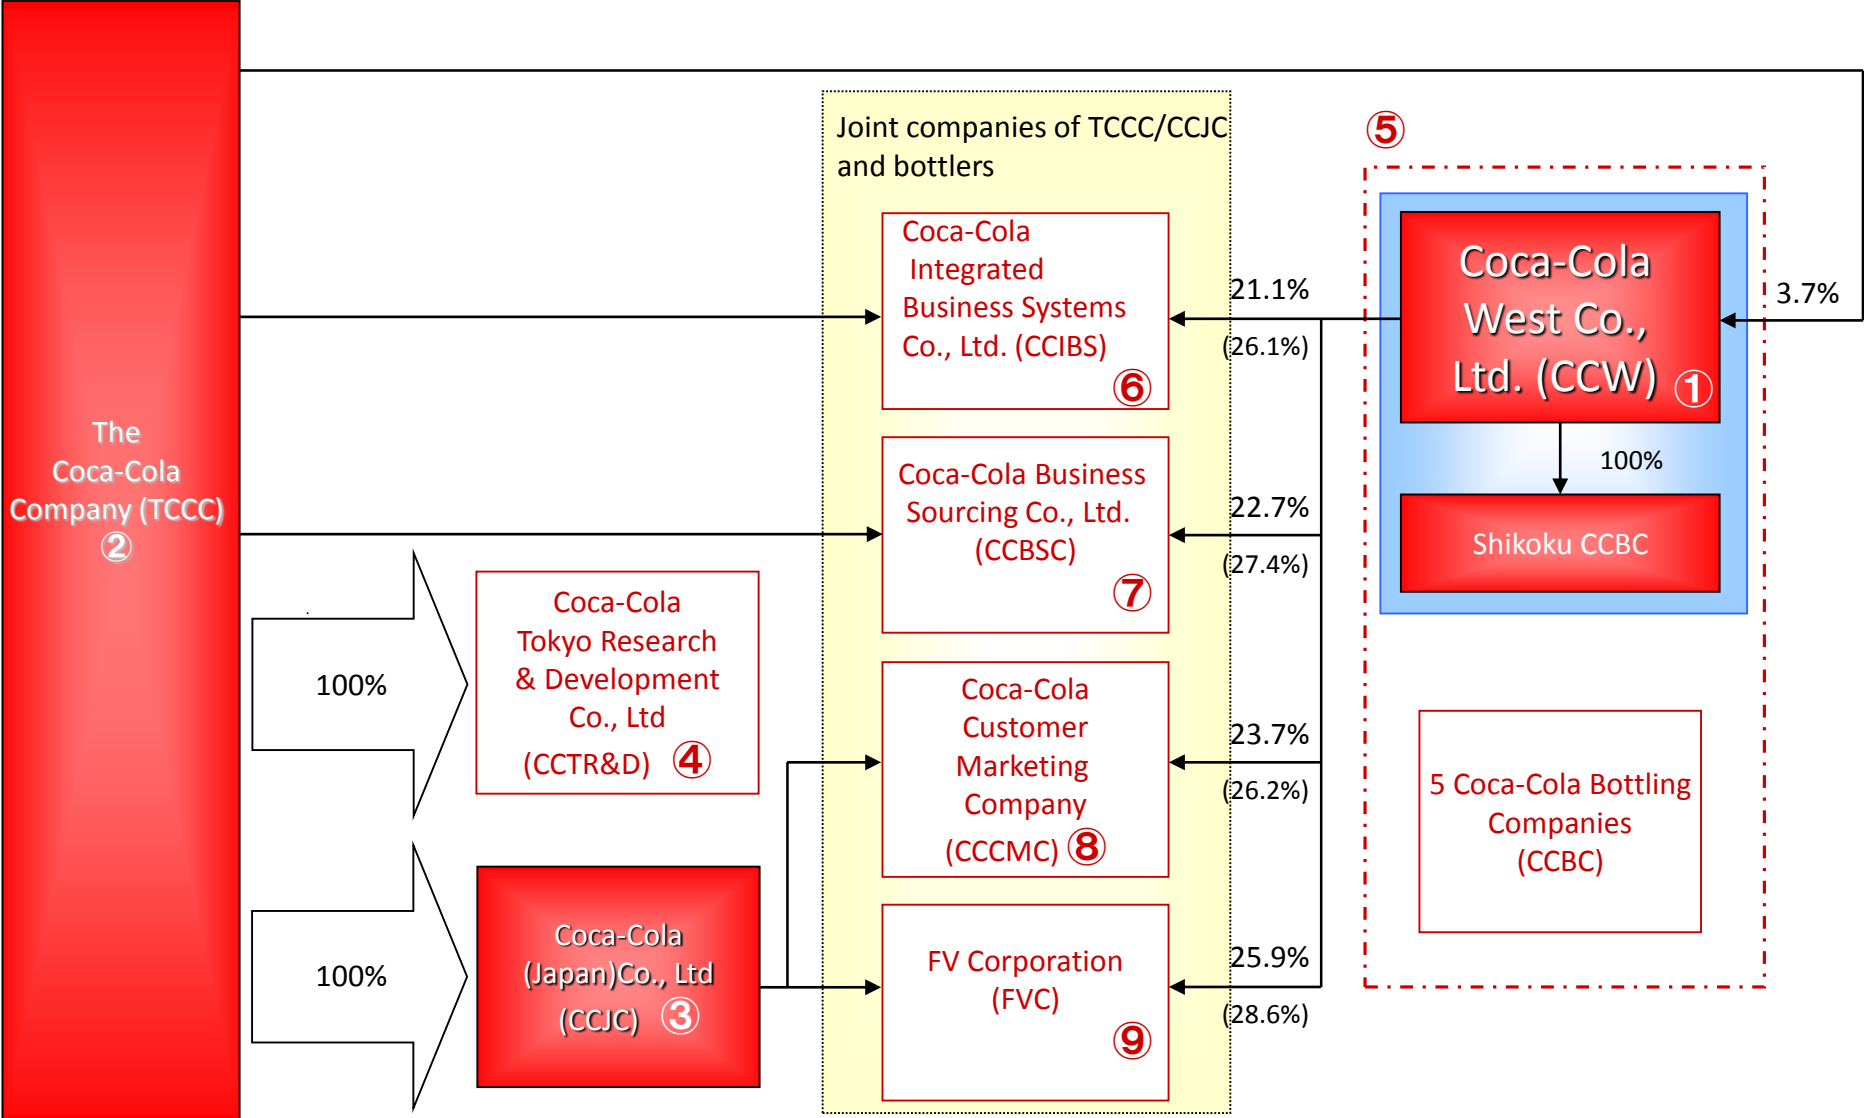 The
Coca-Cola
Company (TCCC)
②
Joint companies of TCCC/CCJC
and bottlers
Coca-Cola
Integrated
Business Systems
Co., Ltd. (CCIBS)
⑥
21.1%
(26.1%)
⑤
Coca-Cola
West Co.,
Ltd. (CCW) ①
3.7%
100%
Shikoku CCBC
Coca-Cola Business
Sourcing Co., Ltd.
(CCBSC)
⑦
22.7%
(27.4%)
100%
Coca-Cola
Tokyo Research
& Development
Co., Ltd
(CCTR&D) ④
Coca-Cola
Customer
Marketing
Company
(CCCMC) ⑧
23.7%
(26.2%)
5 Coca-Cola Bottling
Companies
(CCBC)
100%
Coca-Cola
(Japan)Co., Ltd
(CCJC) ③
FV Corporation
(FVC)
⑨
25.9%
(28.6%)